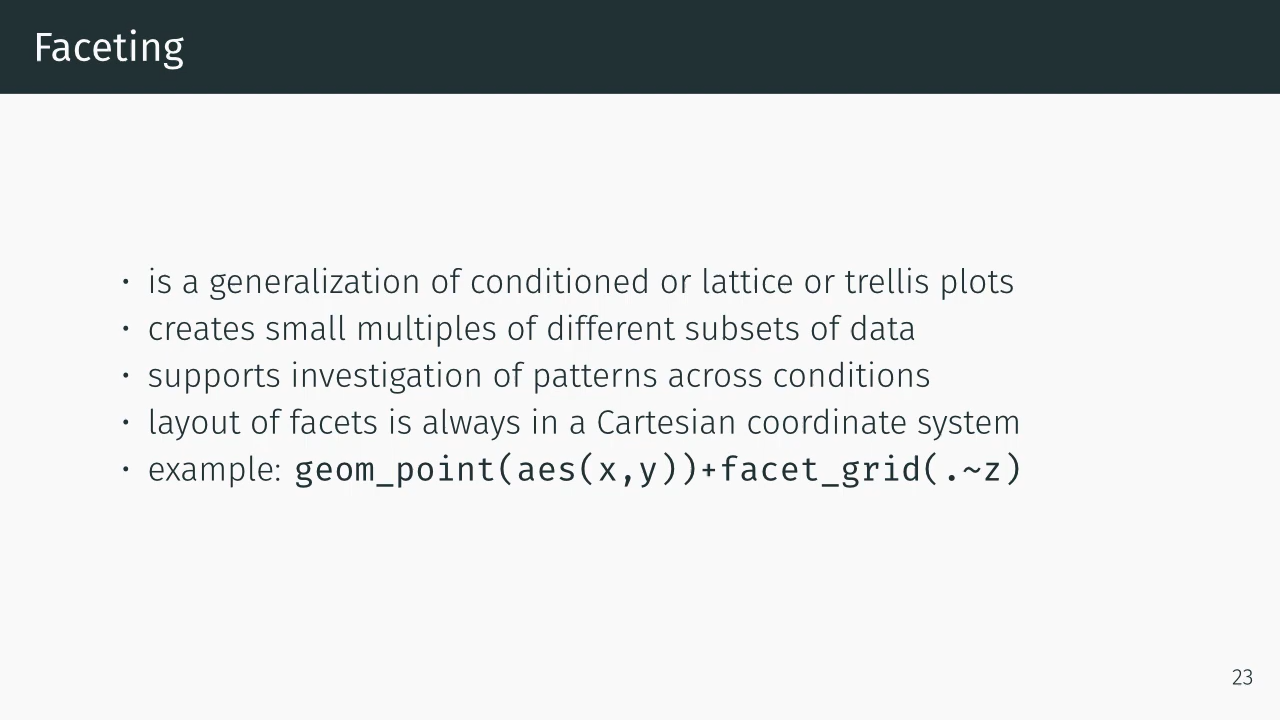 Faceting
• is a generalization of conditioned or lattice or trellis plots
• creates small multiples of different subsets of data
• supports investigation of patterns across conditions
• layout of facets is always in a Cartesian coordinate system
• example: geom_point(aes(x,y))+facet_grid(.~z)
23